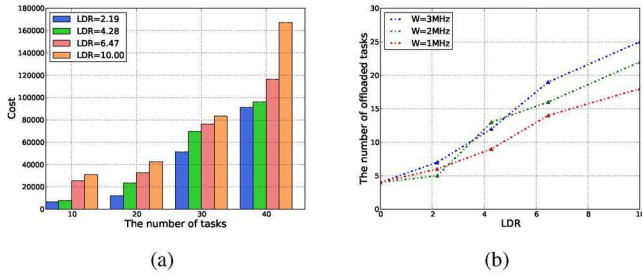 180000
160000
140000
120000
100000
80000
60000
40000
20000
0
Cost
LDR=2.19
LDR=4.28
LDR=6.47
LDR=10.00
10 20 30 40
The number of tasks
(a)
30
25
20
15
10
5
0
The number of offloaded tasks
W=3MHz
W=2MHz
W=1MHz
0 2 4 6 8 10
LDR
(b)